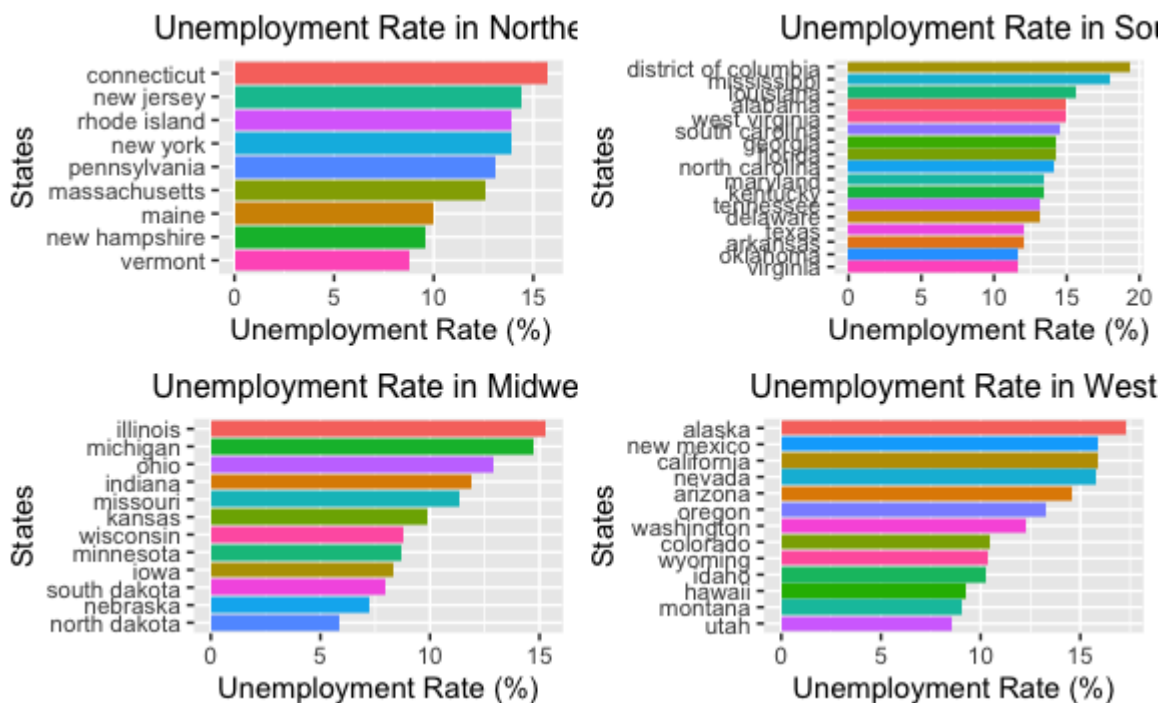 Unemployment Rate in Northe
States
connecticut
new jersey
rhode island
new york
pennsylvania
massachusetts
maine
new hampshire
vermont
0 5 10 15
Unemployment Rate (%)
Unemployment Rate in Sou
States
district of columbia
mississippi
louisiana
alabama
west virginia
south carolina
georgia
florida
north carolina
maryland
kentucky
tennessee
delaware
texas
arkansas
oklahoma
virginia
0 5 10 15 20
Unemployment Rate (%)
Unemployment Rate in Midwe
States
illinois
michigan
ohio
indiana
missouri
kansas
wisconsin
minnesota
iowa
south dakota
nebraska
north dakota
0 5 10 15
Unemployment Rate (%)
Unemployment Rate in West
States
alaska
new mexico
california
nevada
arizona
oregon
washington
colorado
wyoming
idaho
hawaii
montana
utah
0 5 10 15
Unemployment Rate (%)